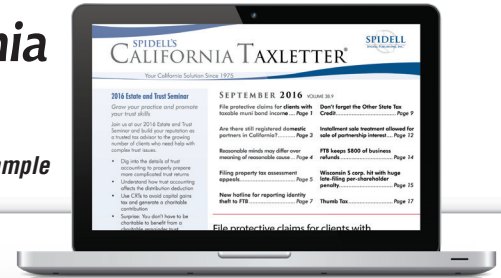 nia
mple
SPIDELL'S
CALIFORNIA TAXLETTER®
Your California Solution Since 1975
SPIDELL
2016 Estate and Trust Seminar
Grow your practice and promote
your trust skills
Join us at our 2016 Estate and Trust
Seminar and build your reputation as
a trusted tax advisor to the growing
number of clients who need help with
complex trust issues.
• Dig into the details of trust
accounting to properly prepare
more complicated trust returns
• Understand how trust accounting
affects the distribution deduction
• Use CRTs to avoid capital gains
tax and generate a charitable
contribution
• Surprise: You don't have to be
charitable to benefit from a
charitable remainder trust
SEPTEMBER 2016 VOLUME 38.9
File protective claims for clients with
taxable muni bond income .... Page 1
Are there still registered domestic
partners in California? .... Page 3
Reasonable minds may differ over
meaning of reasonable cause .... Page 4
Filing property tax assessment
appeals .... Page 5
New hotline for reporting identity
theft to FTB .... Page 7
Don't forget the Other State Tax
Credit .... Page 9
Installment sale treatment allowed for
sale of partnership interest .... Page 12
FTB keeps $800 of business
refunds .... Page 14
Wisconsin S corp. hit with huge
late-filing per-shareholder
penalty .... Page 15
Thumb Tax .... Page 17
File protective claims for clients with